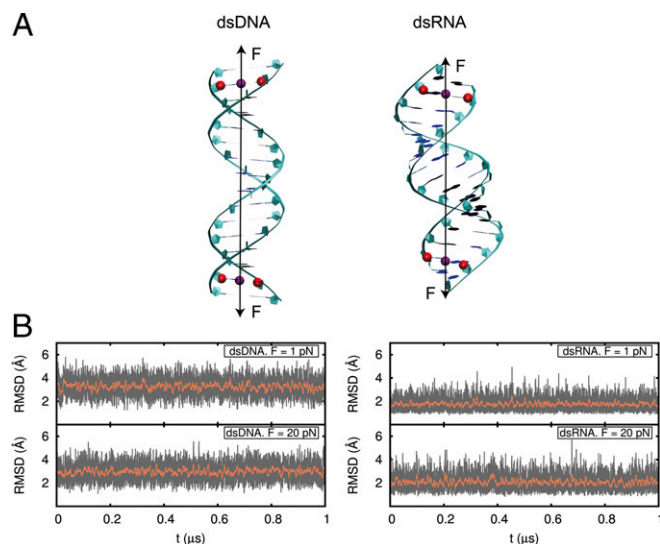 A
dsDNA
dsRNA
F
F
F
F
B
RMSD (Å)
6
4
2
dsDNA. F = 1 pN
RMSD (Å)
6
4
2
dsDNA. F = 20 pN
0
0.2
0.4
0.6
0.8
1
t (μs)
RMSD (Å)
6
4
2
dsRNA. F = 1 pN
RMSD (Å)
6
4
2
dsRNA. F = 20 pN
0
0.2
0.4
0.6
0.8
1
t (μs)